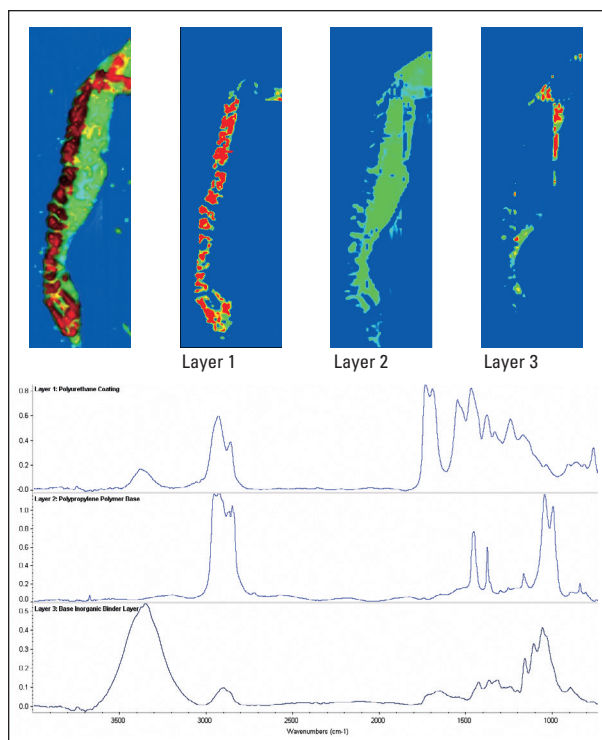 Layer 1
Layer 2
Layer 3
Layer 1: Polyurethane Coating
0.8
0.6
0.4
0.2
-0.0
Layer 2: Polypropylene Polymer Base
1.0
0.8
0.6
0.4
0.2
0.0
Layer 3: Base Inorganic Binder Layer
0.5
0.4
0.3
0.2
0.1
0.0
3500 3000 2500 2000 1500 1000
Wavenumbers (cm-1)